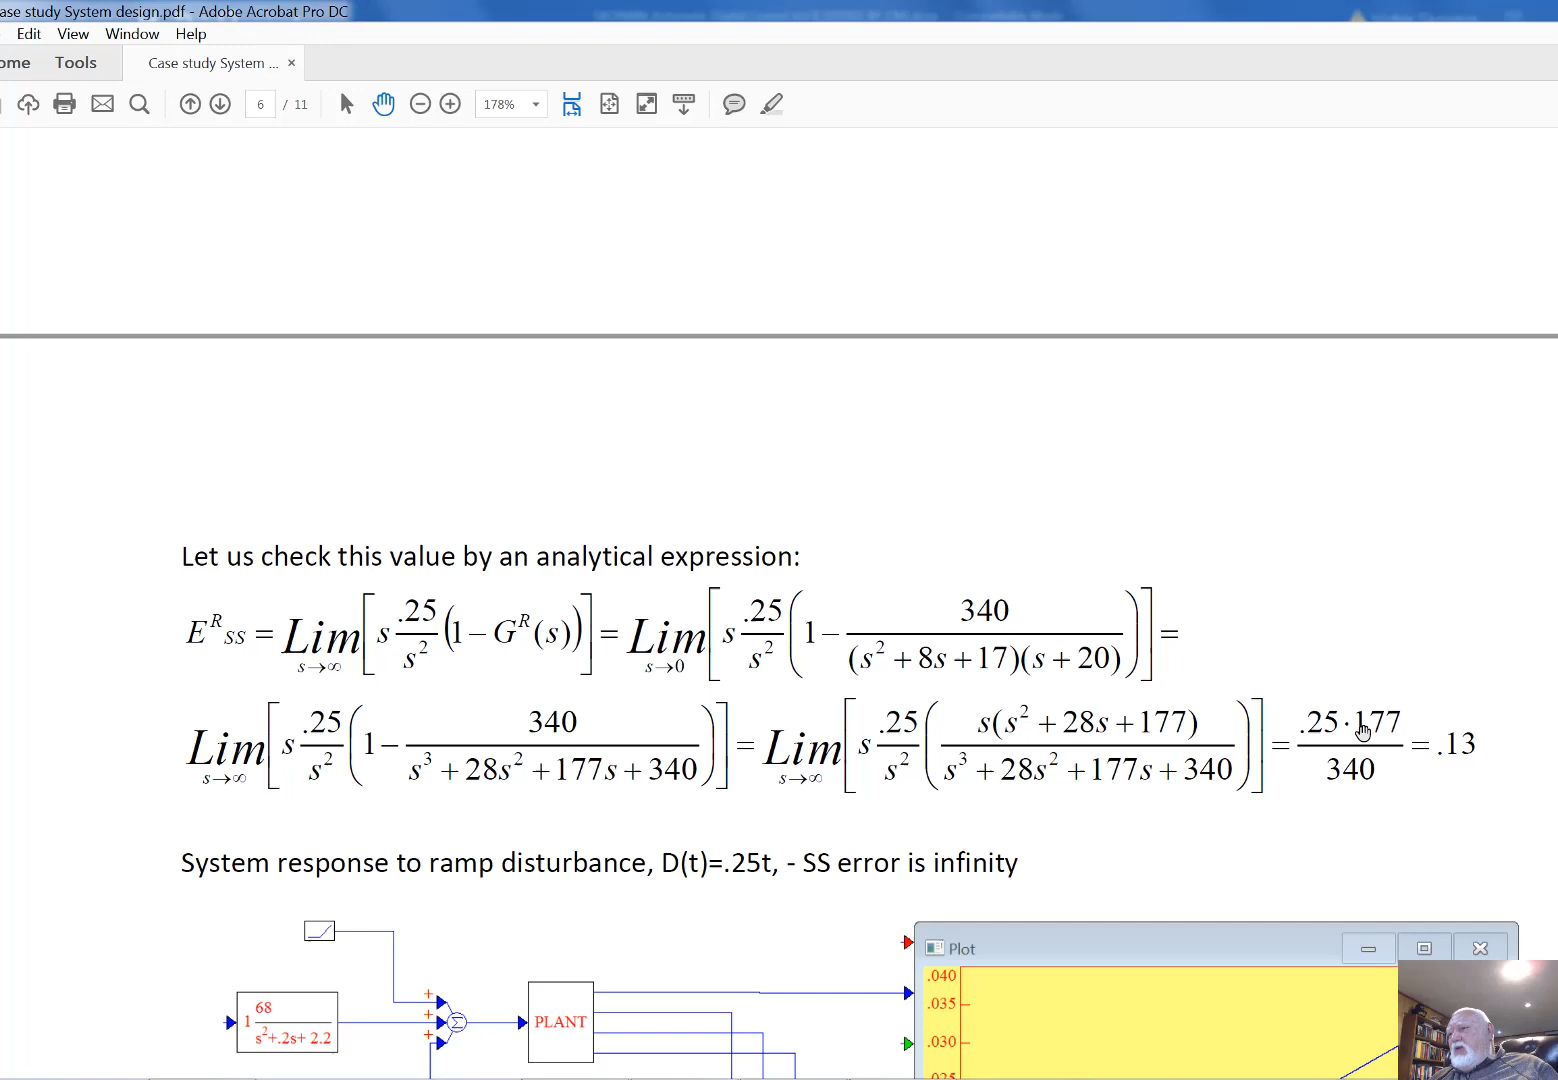 ase study System design.pdf - Adobe Acrobat Pro DC
Edit View Window Help
ome Tools Case study System ... ×
6 / 11 178%
Let us check this value by an analytical expression:
E^R_SS = Lim_{s→∞} [ s .25/s^2 (1 − G^R(s)) ] = Lim_{s→0} [ s .25/s^2 ( 1 − 340/((s^2 + 8s + 17)(s + 20)) ) ] =
Lim_{s→∞} [ s .25/s^2 ( 1 − 340/(s^3 + 28s^2 + 177s + 340) ) ] = Lim_{s→∞} [ s .25/s^2 ( s(s^2 + 28s + 177)/(s^3 + 28s^2 + 177s + 340) ) ] = .25·177/340 = .13
System response to ramp disturbance, D(t)=.25t, - SS error is infinity
Plot
.040
.035
.030
.025
+
+
+
1 68/(s^2+.2s+ 2.2)
Σ
PLANT